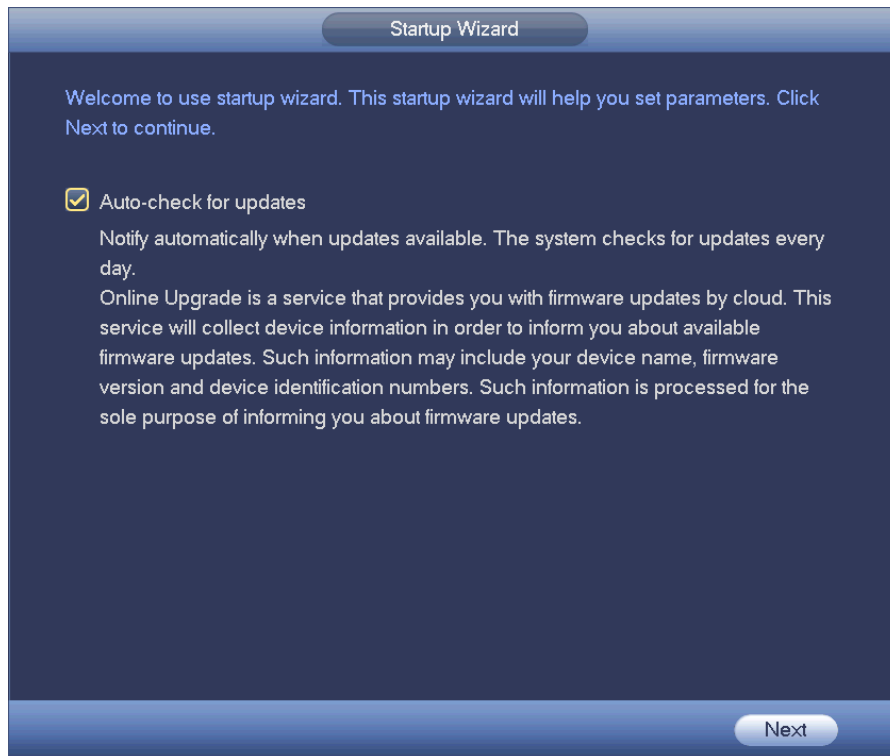 Startup Wizard
Welcome to use startup wizard. This startup wizard will help you set parameters. Click
Next to continue.
Auto-check for updates
Notify automatically when updates available. The system checks for updates every
day.
Online Upgrade is a service that provides you with firmware updates by cloud. This
service will collect device information in order to inform you about available
firmware updates. Such information may include your device name, firmware
version and device identification numbers. Such information is processed for the
sole purpose of informing you about firmware updates.
Next